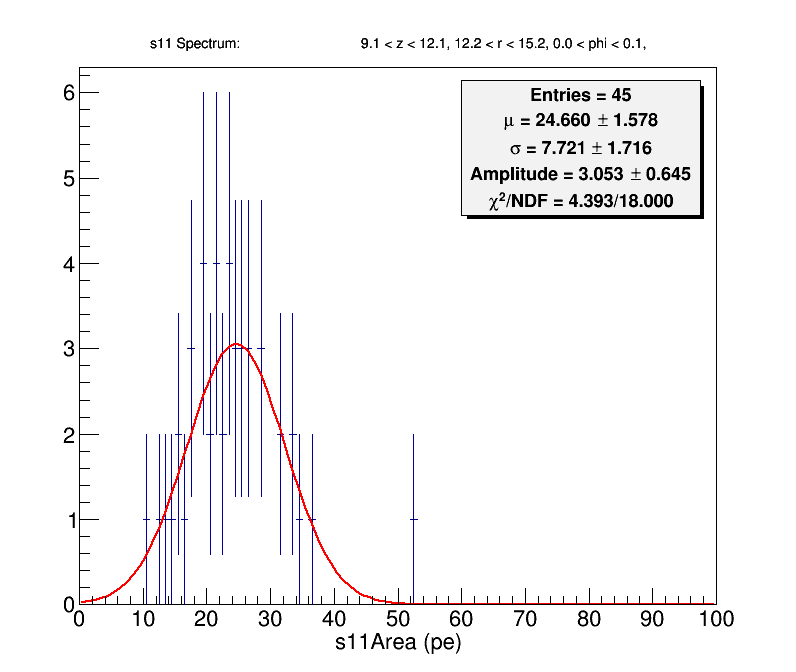 s11 Spectrum: 9.1 < z < 12.1, 12.2 < r < 15.2, 0.0 < phi < 0.1,
Entries = 45
μ = 24.660 ± 1.578
σ = 7.721 ± 1.716
Amplitude = 3.053 ± 0.645
χ²/NDF = 4.393/18.000
6
5
4
3
2
1
0
0 10 20 30 40 50 60 70 80 90 100
s11Area (pe)